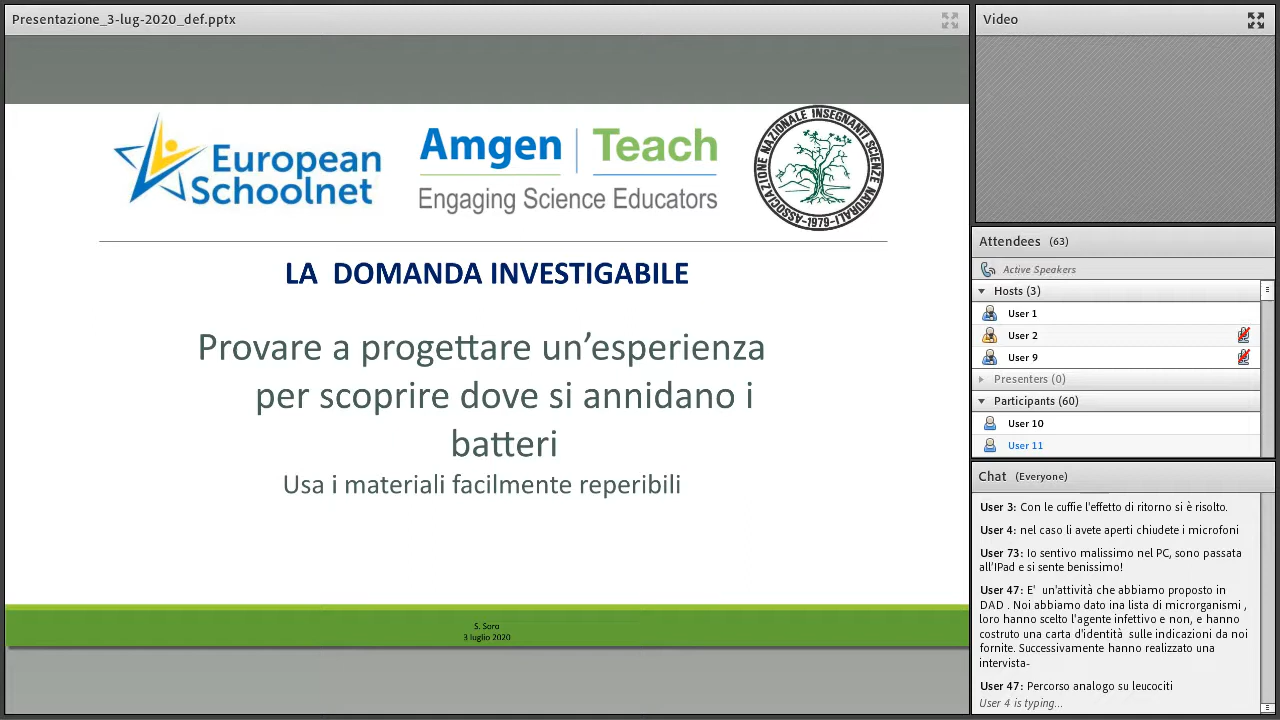 Presentazione_3-lug-2020_def.pptx
European
Schoolnet
Amgen Teach
Engaging Science Educators
ASSOCIAZIONE NAZIONALE INSEGNANTI SCIENZE NATURALI
-1979-
LA DOMANDA INVESTIGABILE
Provare a progettare un'esperienza
per scoprire dove si annidano i
batteri
Usa i materiali facilmente reperibili
S. Sora
3 luglio 2020
Video
Attendees (63)
Active Speakers
Hosts (3)
User 1
User 2
User 9
Presenters (0)
Participants (60)
User 10
User 11
Chat (Everyone)
User 3: Con le cuffie l'effetto di ritorno si è risolto.
User 4: nel caso li avete aperti chiudete i microfoni
User 73: Io sentivo malissimo nel PC, sono passata
all'IPad e si sente benissimo!
User 47: E' un'attività che abbiamo proposto in
DAD . Noi abbiamo dato ina lista di microrganismi ,
loro hanno scelto l'agente infettivo e noi, e hanno
costruto una carta d'identità sulle indicazioni da noi
fornite. Successivamente hanno realizzato una
intervista-
User 47: Percorso analogo su leucociti
User 4 is typing...